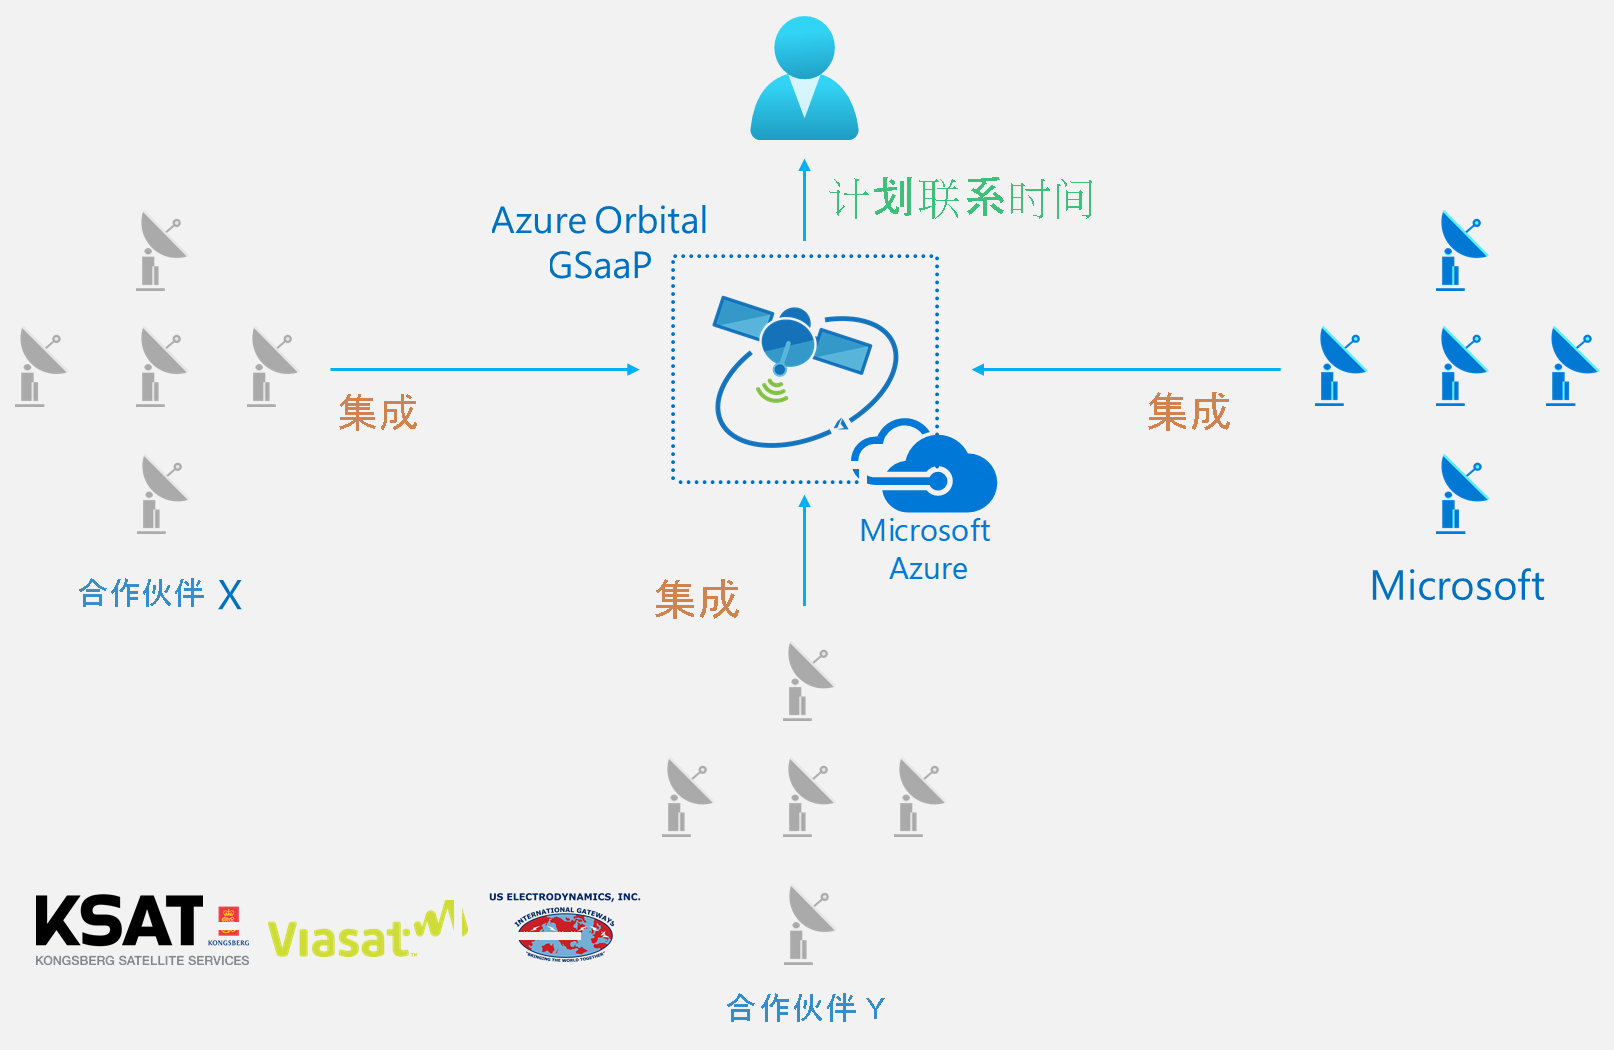 计划联系时间
Azure Orbital
GSaaP
集成
集成
Microsoft
Azure
集成
合作伙伴 X
Microsoft
KSAT
KONGSBERG
KONGSBERG SATELLITE SERVICES
Viasat™
US ELECTRODYNAMICS, INC.
INTERNATIONAL GATEWAYS
"BRINGING THE WORLD TOGETHER"
合作伙伴 Y